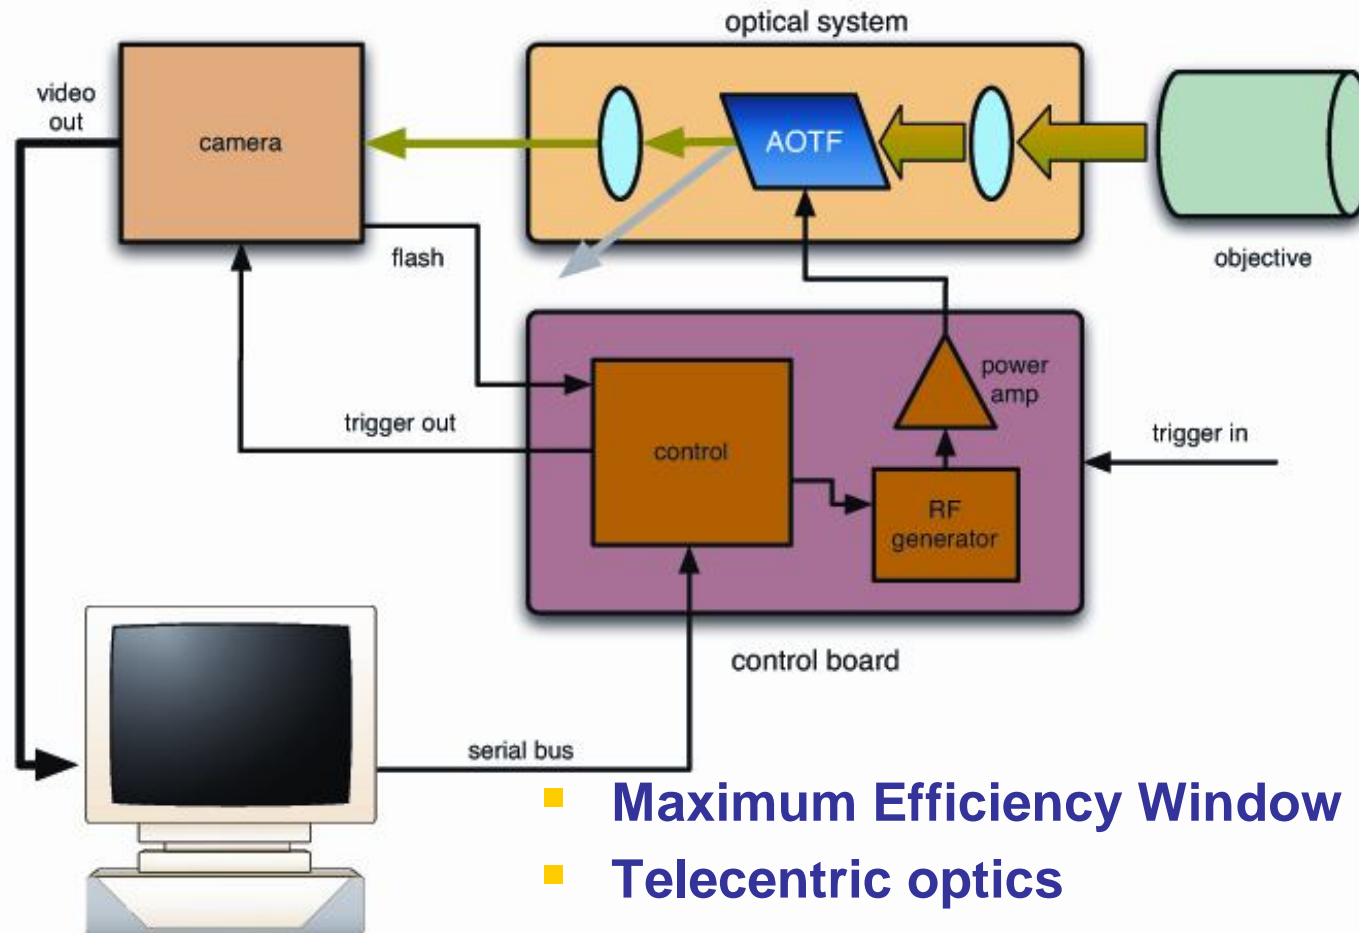 optical system
video
out
camera
AOTF
flash
objective
power
amp
trigger out
control
trigger in
RF
generator
control board
serial bus
Maximum Efficiency Window
Telecentric optics